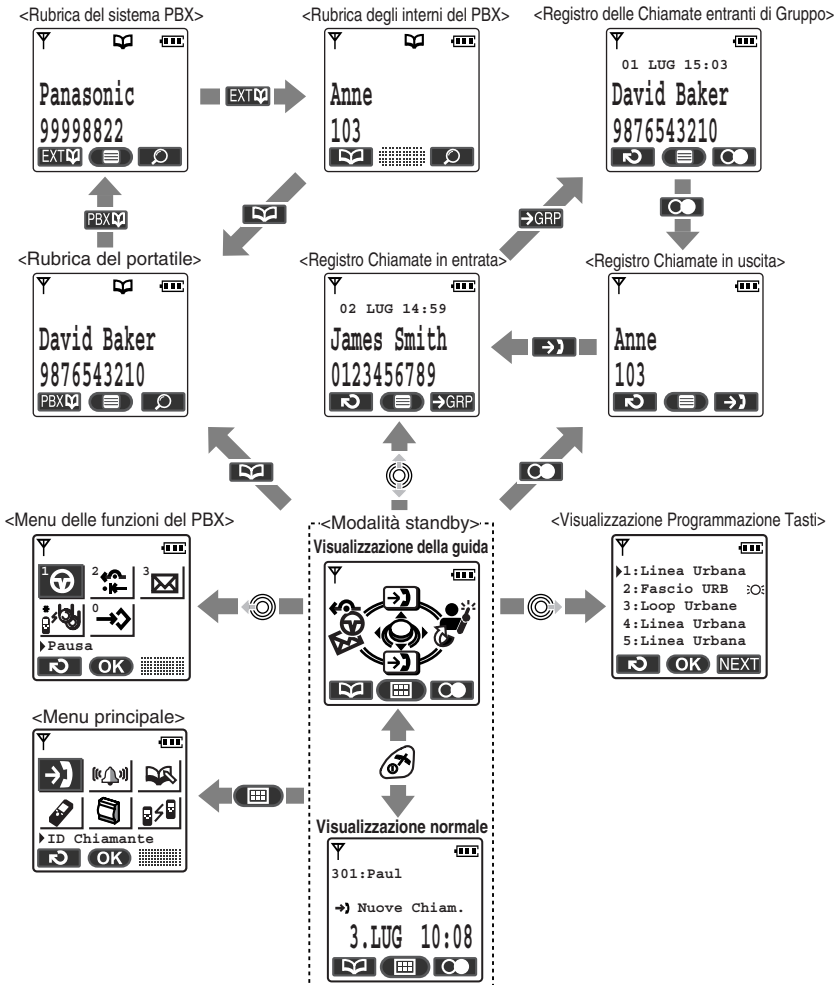 <Rubrica del sistema PBX>
Panasonic
99998822
EXT
EXT
<Rubrica degli interni del PBX>
Anne
103
<Registro delle Chiamate entranti di Gruppo>
01 LUG 15:03
David Baker
9876543210
PBX
→GRP
<Rubrica del portatile>
David Baker
9876543210
PBX
<Registro Chiamate in entrata>
02 LUG 14:59
James Smith
0123456789
→GRP
<Registro Chiamate in uscita>
Anne
103
<Menu delle funzioni del PBX>
1 2 3
* 0
Pausa
OK
<Modalità standby>
Visualizzazione della guida
<Visualizzazione Programmazione Tasti>
1:Linea Urbana
2:Fascio URB
3:Loop Urbane
4:Linea Urbana
5:Linea Urbana
OK NEXT
<Menu principale>
ID Chiamante
OK
Visualizzazione normale
301:Paul
Nuove Chiam.
3.LUG 10:08